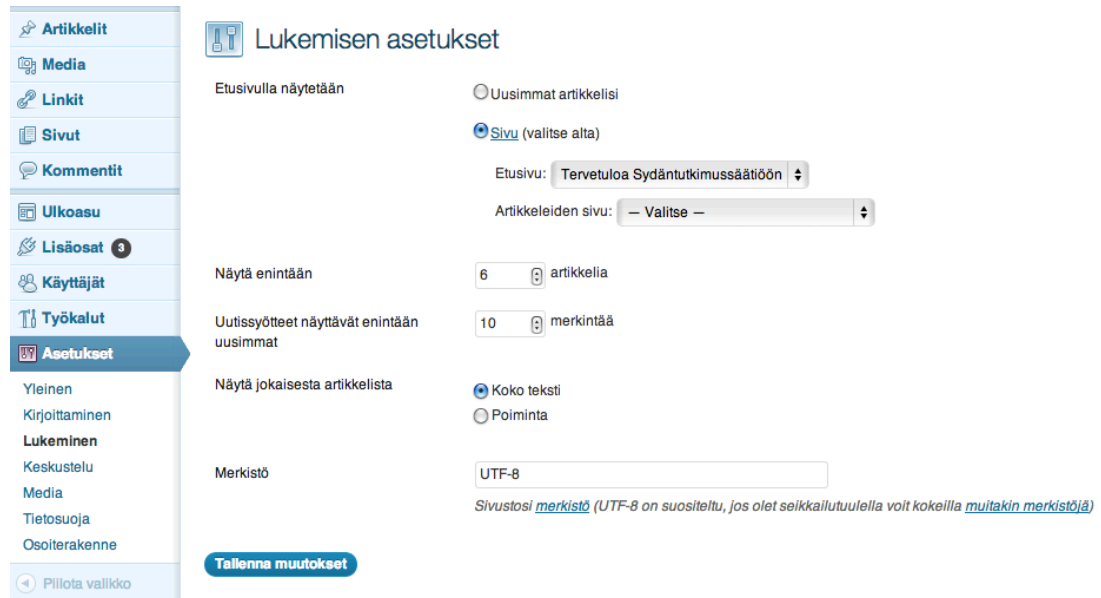 Artikkelit
Media
Linkit
Sivut
Kommentit
Ulkoasu
Lisäosat 3
Käyttäjät
Työkalut
Asetukset
Yleinen
Kirjoittaminen
Lukeminen
Keskustelu
Media
Tietosuoja
Osoiterakenne
Piilota valikko
Lukemisen asetukset
Etusivulla näytetään
Uusimmat artikkelisi
Sivu (valitse alta)
Etusivu: Tervetuloa Sydäntutkimussäätiöön
Artikkeleiden sivu: — Valitse —
Näytä enintään
6 artikkelia
Uutissyötteet näyttävät enintään
uusimmat
10 merkintää
Näytä jokaisesta artikkelista
Koko teksti
Poiminta
Merkistö
UTF-8
Sivustosi merkistö (UTF-8 on suositeltu, jos olet seikkailutuulella voit kokeilla muitakin merkistöjä)
Tallenna muutokset